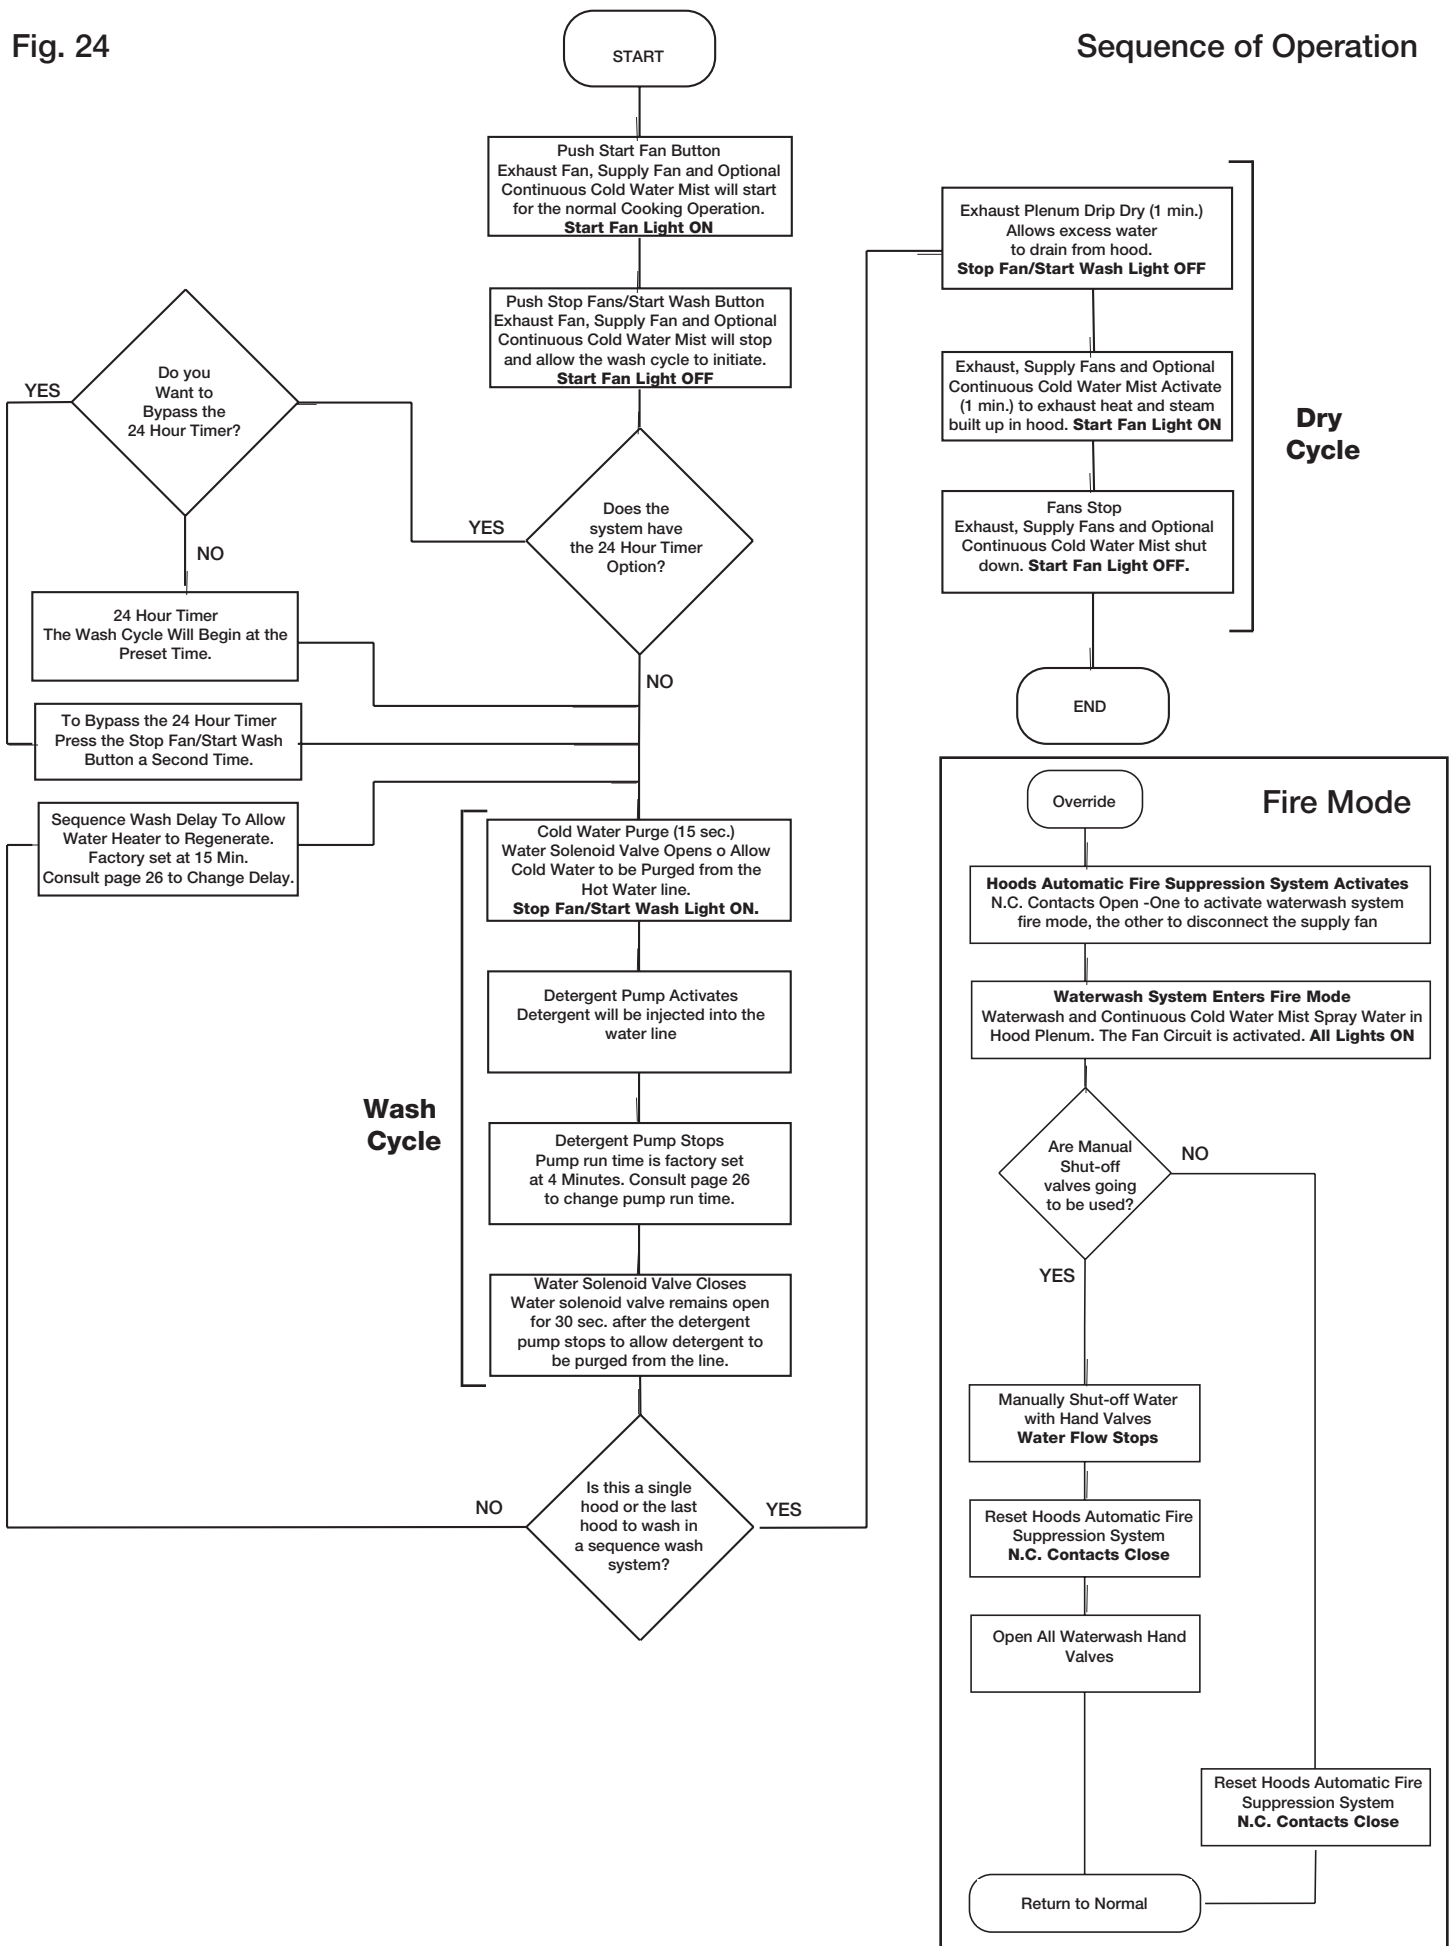 Fig. 24
Sequence of Operation
START
Push Start Fan Button
Exhaust Fan, Supply Fan and Optional
Continuous Cold Water Mist will start
for the normal Cooking Operation.
Start Fan Light ON
Push Stop Fans/Start Wash Button
Exhaust Fan, Supply Fan and Optional
Continuous Cold Water Mist will stop
and allow the wash cycle to initiate.
Start Fan Light OFF
Does the
system have
the 24 Hour Timer
Option?
YES
NO
Do you
Want to
Bypass the
24 Hour Timer?
YES
NO
24 Hour Timer
The Wash Cycle Will Begin at the
Preset Time.
To Bypass the 24 Hour Timer
Press the Stop Fan/Start Wash
Button a Second Time.
Sequence Wash Delay To Allow
Water Heater to Regenerate.
Factory set at 15 Min.
Consult page 26 to Change Delay.
Wash
Cycle
Cold Water Purge (15 sec.)
Water Solenoid Valve Opens o Allow
Cold Water to be Purged from the
Hot Water line.
Stop Fan/Start Wash Light ON.
Detergent Pump Activates
Detergent will be injected into the
water line
Detergent Pump Stops
Pump run time is factory set
at 4 Minutes. Consult page 26
to change pump run time.
Water Solenoid Valve Closes
Water solenoid valve remains open
for 30 sec. after the detergent
pump stops to allow detergent to
be purged from the line.
Is this a single
hood or the last
hood to wash in
a sequence wash
system?
NO
YES
Exhaust Plenum Drip Dry (1 min.)
Allows excess water
to drain from hood.
Stop Fan/Start Wash Light OFF
Exhaust, Supply Fans and Optional
Continuous Cold Water Mist Activate
(1 min.) to exhaust heat and steam
built up in hood. Start Fan Light ON
Fans Stop
Exhaust, Supply Fans and Optional
Continuous Cold Water Mist shut
down. Start Fan Light OFF.
Dry
Cycle
END
Fire Mode
Override
Hoods Automatic Fire Suppression System Activates
N.C. Contacts Open -One to activate waterwash system
fire mode, the other to disconnect the supply fan
Waterwash System Enters Fire Mode
Waterwash and Continuous Cold Water Mist Spray Water in
Hood Plenum. The Fan Circuit is activated. All Lights ON
Are Manual
Shut-off
valves going
to be used?
NO
YES
Manually Shut-off Water
with Hand Valves
Water Flow Stops
Reset Hoods Automatic Fire
Suppression System
N.C. Contacts Close
Open All Waterwash Hand
Valves
Reset Hoods Automatic Fire
Suppression System
N.C. Contacts Close
Return to Normal